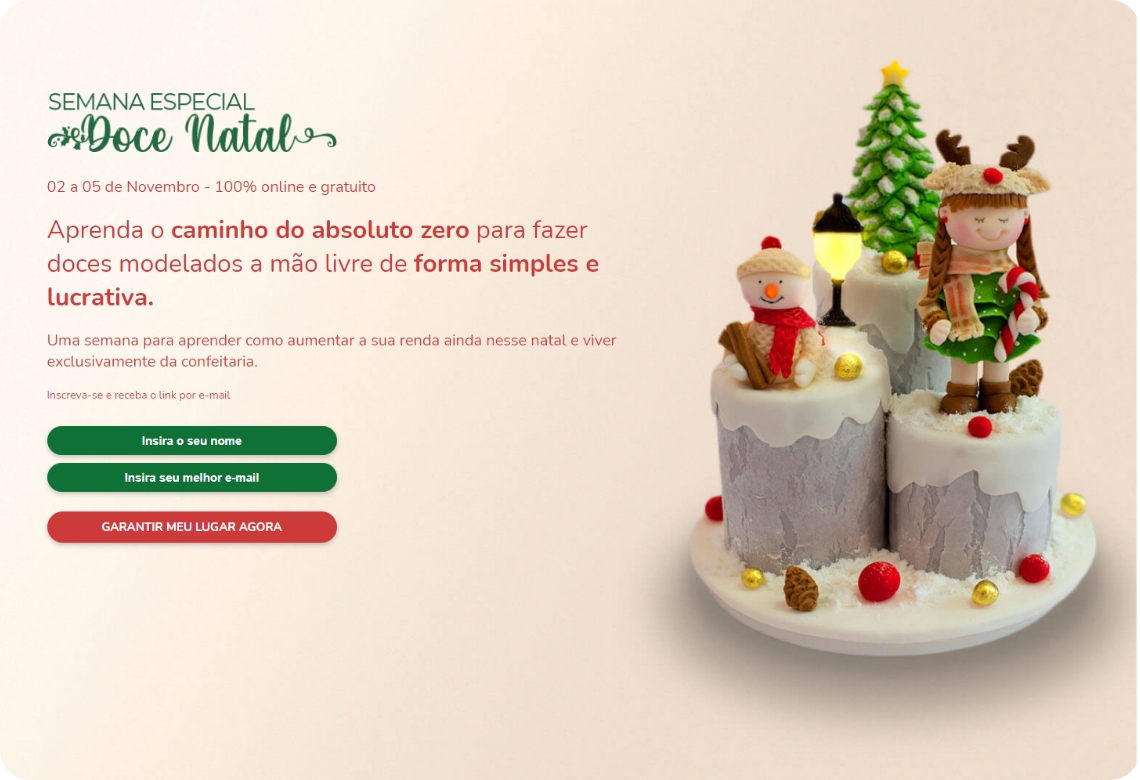 SEMANA ESPECIAL
Doce Natal
02 a 05 de Novembro - 100% online e gratuito
Aprenda o caminho do absoluto zero para fazer
doces modelados a mão livre de forma simples e
lucrativa.
Uma semana para aprender como aumentar a sua renda ainda nesse natal e viver
exclusivamente da confeitaria.
Inscreva-se e receba o link por e-mail
Insira o seu nome
Insira seu melhor e-mail
GARANTIR MEU LUGAR AGORA